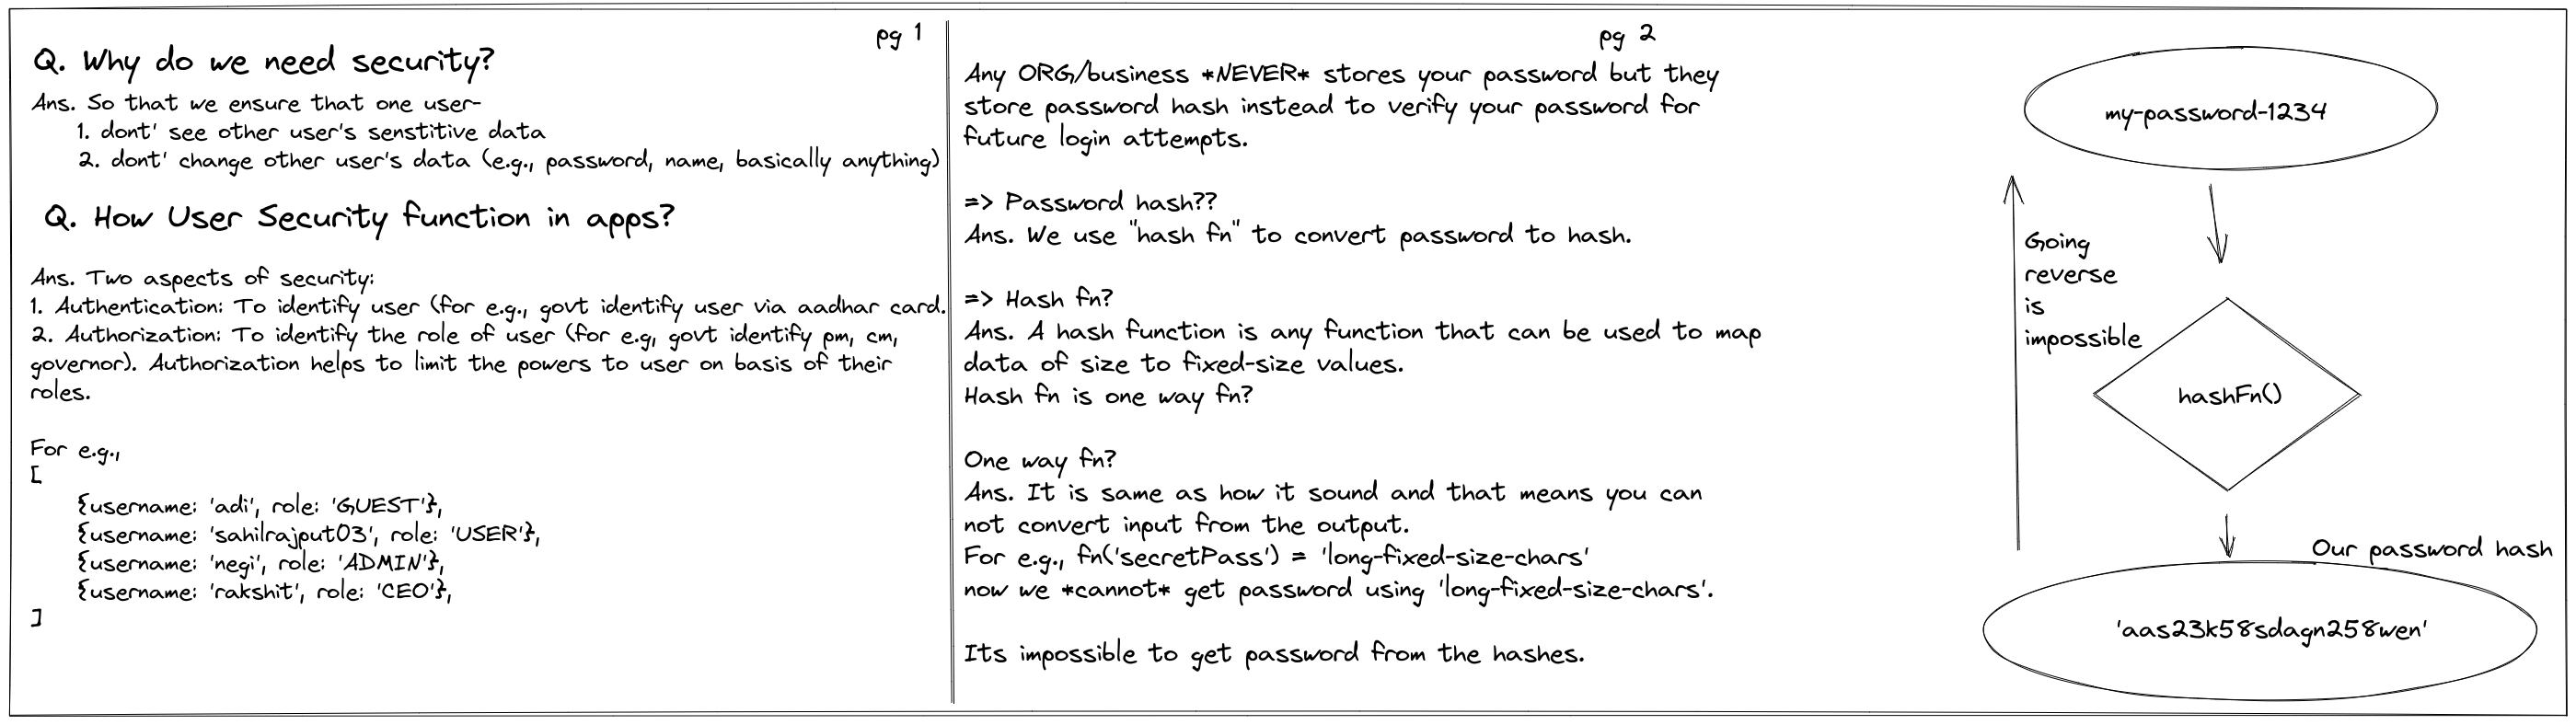 pg 1
Q. Why do we need security?
Ans. So that we ensure that one user-
1. dont' see other user's senstitive data
2. dont' change other user's data (e.g., password, name, basically anything)
Q. How User Security function in apps?
Ans. Two aspects of security:
1. Authentication: To identify user (for e.g., govt identify user via aadhar card.
2. Authorization: To identify the role of user (for e.g, govt identify pm, cm,
governor). Authorization helps to limit the powers to user on basis of their
roles.
For e.g.,
[
{username: 'adi', role: 'GUEST'},
{username: 'sahilrajput03', role: 'USER'},
{username: 'negi', role: 'ADMIN'},
{username: 'rakshit', role: 'CEO'},
]
pg 2
Any ORG/business *NEVER* stores your password but they
store password hash instead to verify your password for
future login attempts.
=> Password hash??
Ans. We use "hash fn" to convert password to hash.
=> Hash fn?
Ans. A hash function is any function that can be used to map
data of size to fixed-size values.
Hash fn is one way fn?
One way fn?
Ans. It is same as how it sound and that means you can
not convert input from the output.
For e.g., fn('secretPass') = 'long-fixed-size-chars'
now we *cannot* get password using 'long-fixed-size-chars'.
Its impossible to get password from the hashes.
my-password-1234
Going
reverse
is
impossible
hashFn()
Our password hash
'aas23k58sdagn258wen'